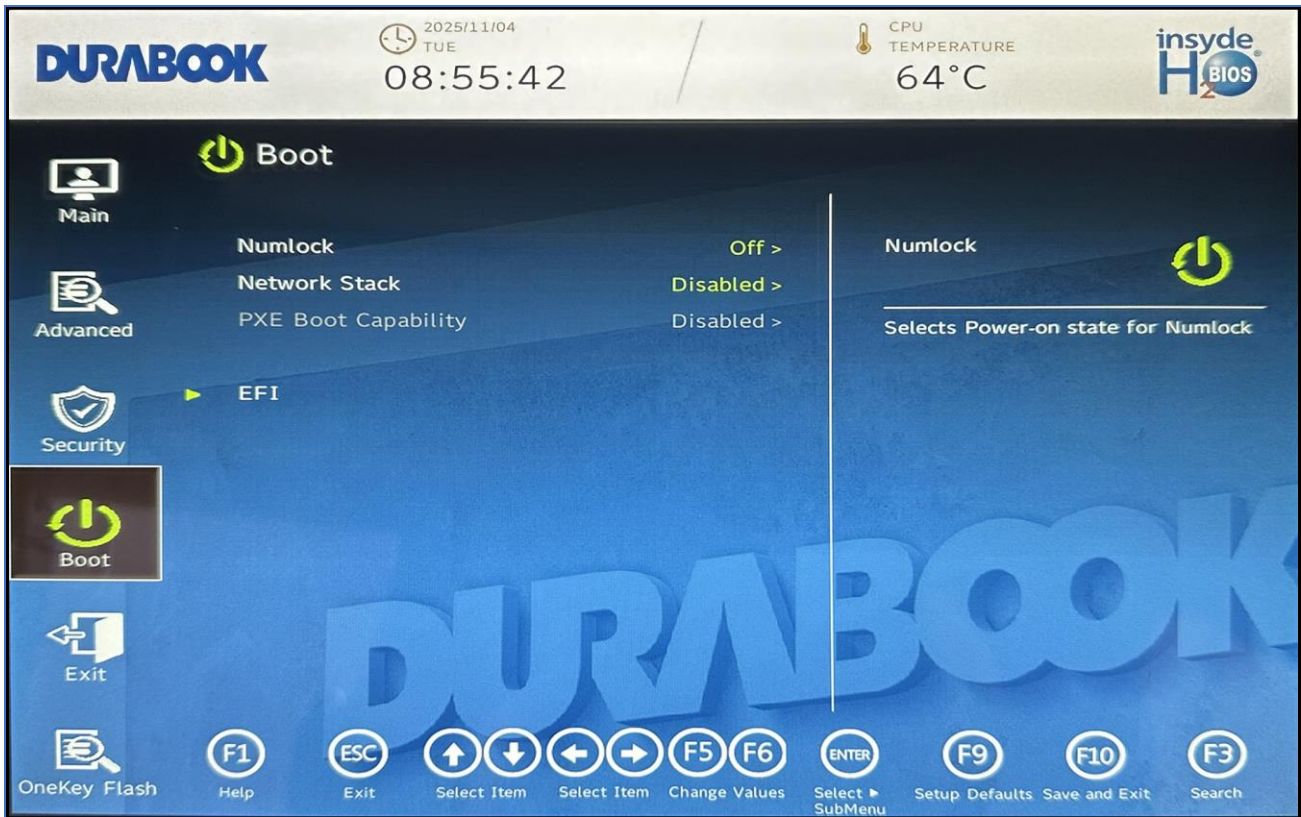 DURABOOK
2025/11/04
TUE
08:55:42
CPU
TEMPERATURE
64°C
insyde®
H2O BIOS
Main
Advanced
Security
Boot
Exit
OneKey Flash
Boot
Numlock Off >
Network Stack Disabled >
PXE Boot Capability Disabled >
EFI
Numlock
Selects Power-on state for Numlock
DURABOOK
F1 Help
ESC Exit
Select Item
Select Item
F5 F6 Change Values
ENTER Select ► SubMenu
F9 Setup Defaults
F10 Save and Exit
F3 Search